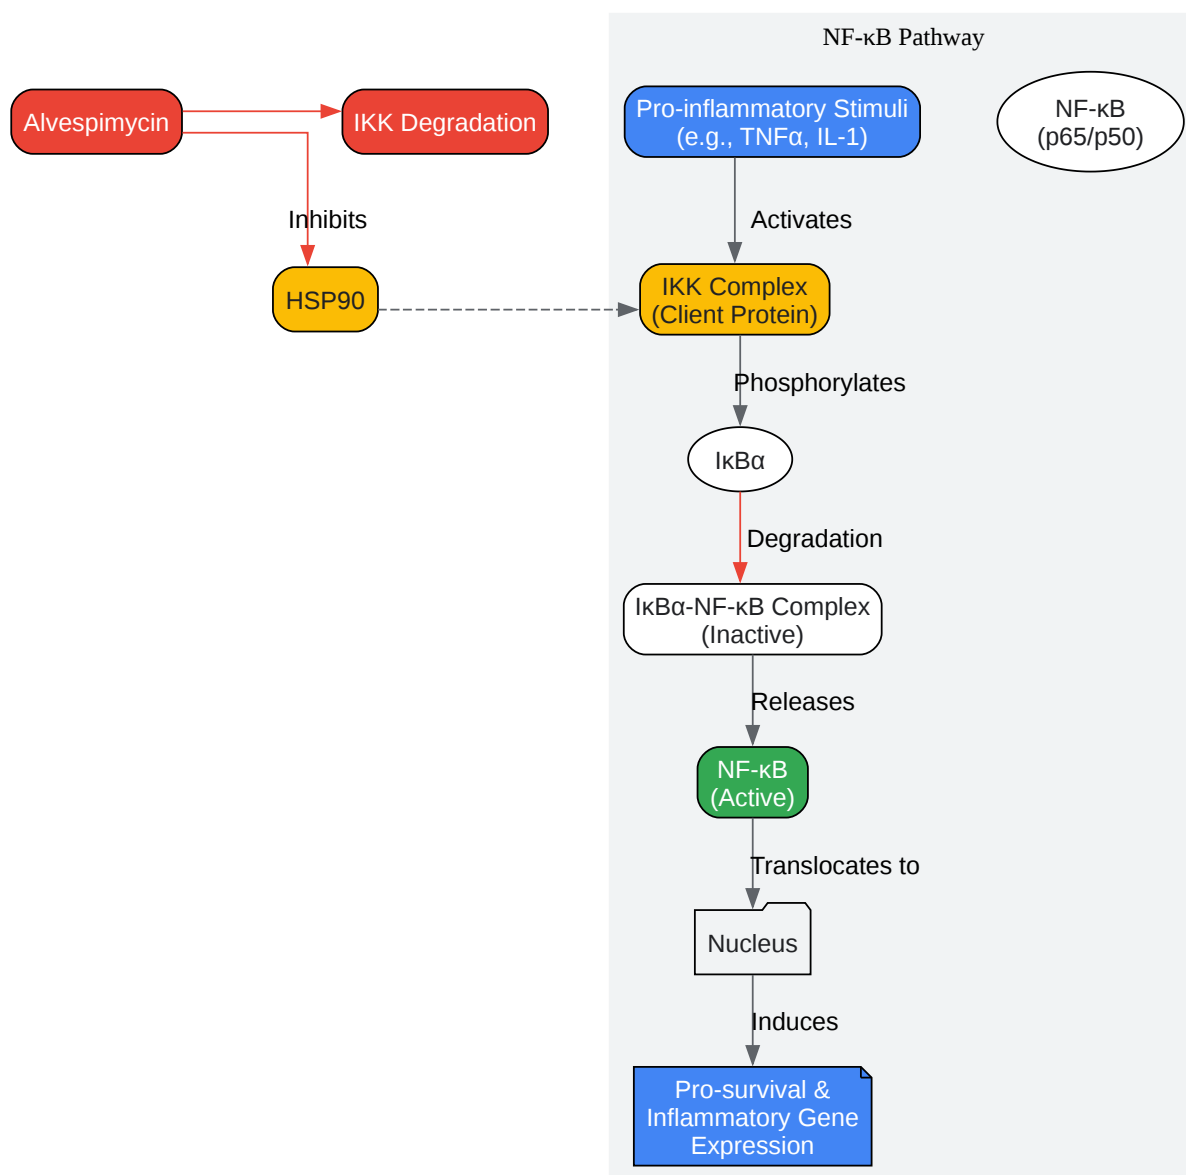 NF-κB Pathway
Alvespimycin
IKK Degradation
Pro-inflammatory Stimuli
(e.g., TNFα, IL-1)
NF-κB
(p65/p50)
Inhibits
Activates
HSP90
IKK Complex
(Client Protein)
Phosphorylates
IκBα
Degradation
IκBα-NF-κB Complex
(Inactive)
Releases
NF-κB
(Active)
Translocates to
Nucleus
Induces
Pro-survival &
Inflammatory Gene
Expression